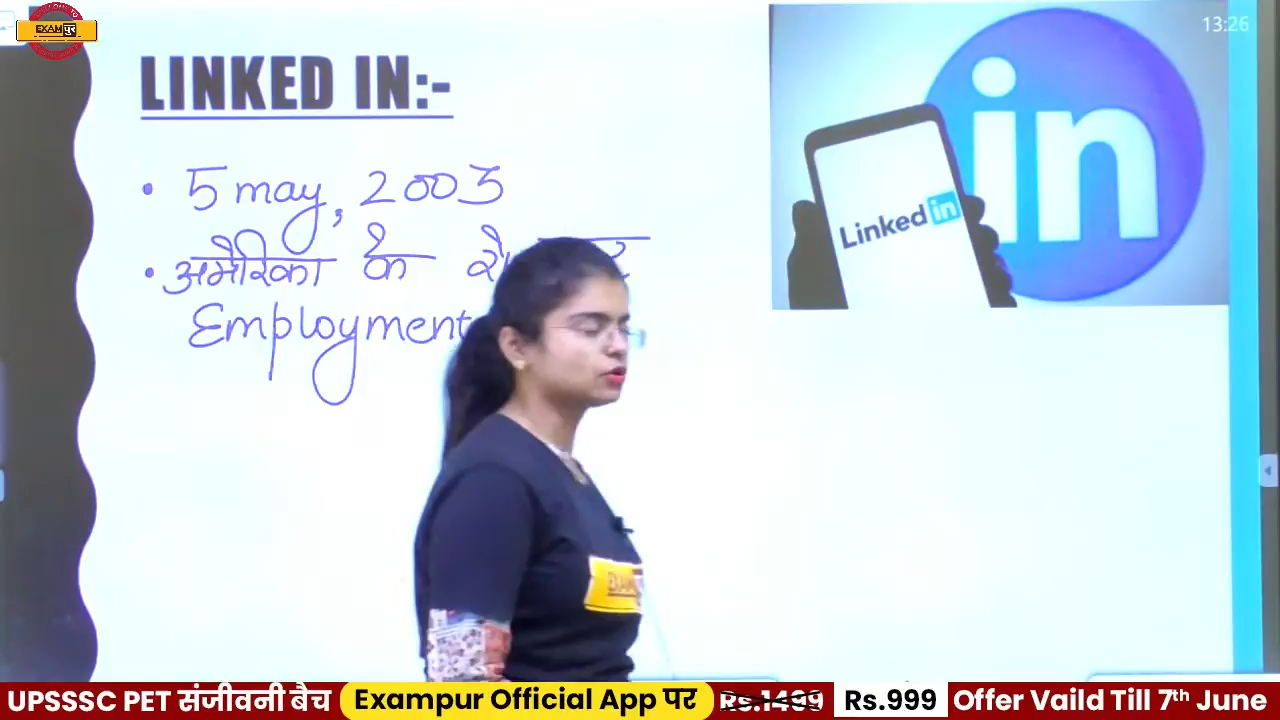 EXAMपुर
13:26
LINKED IN:-
• 5 may, 2003
• अमेरिका के
Employment
Linked in
in
UPSSSC PET संजीवनी बैच Exampur Official App पर Rs.1499 Rs.999 Offer Vaild Till 7th June